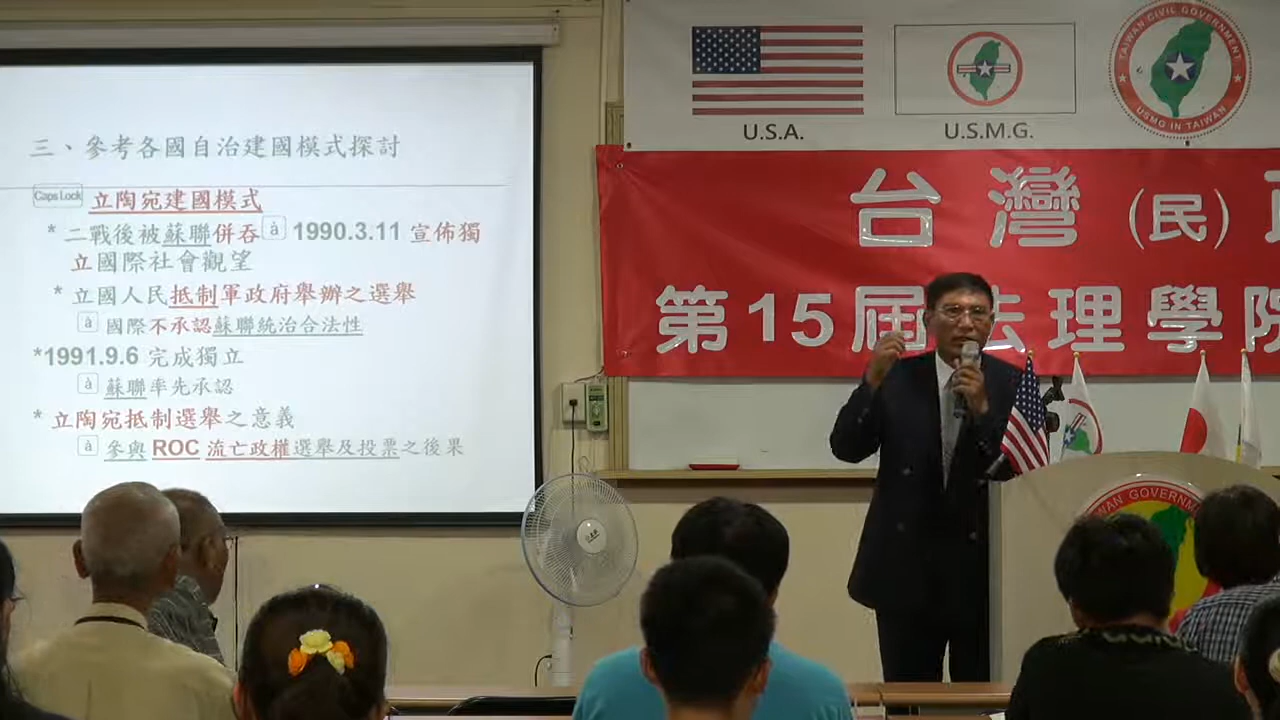 三、參考各國自治建國模式探討
Caps Lock 立陶宛建國模式
* 二戰後被蘇聯併吞 à 1990.3.11 宣佈獨
立國際社會觀望
* 立國人民抵制軍政府舉辦之選舉
à 國際不承認蘇聯統治合法性
*1991.9.6 完成獨立
à 蘇聯率先承認
* 立陶宛抵制選舉之意義
à 參與 ROC 流亡政權選舉及投票之後果
U.S.A.
U.S.M.G.
TAIWAN CIVIL GOVERNMENT
USMG IN TAIWAN
台灣(民)
第15屆法理學院
WAN GOVERNMEN